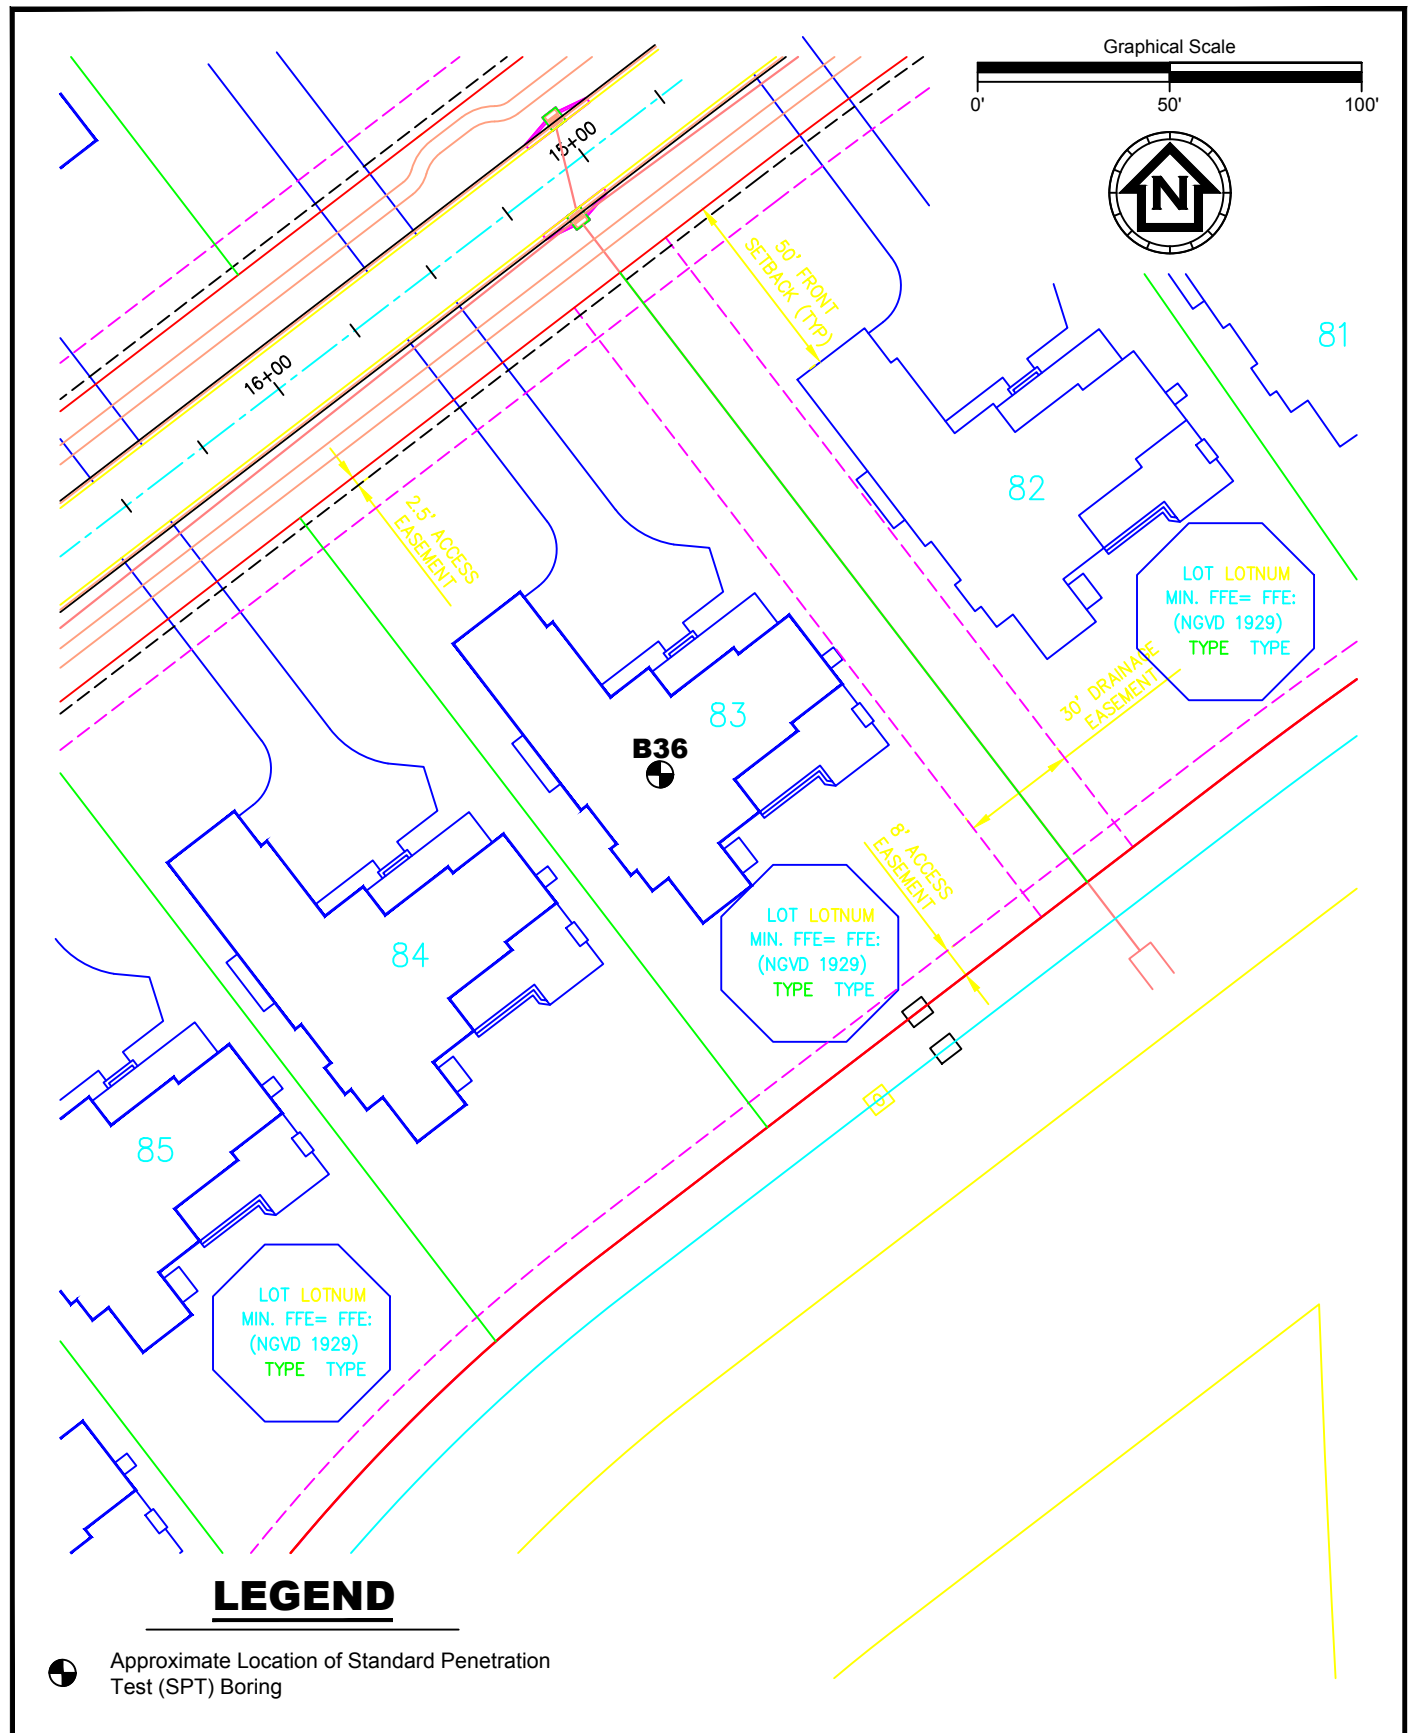 Graphical Scale
0' 50' 100'
N
15+00
50' FRONT
SETBACK (TYP)
81
16+00
82
2.5' ACCESS
EASEMENT
LOT LOTNUM
MIN. FFE= FFE:
(NGVD 1929)
TYPE TYPE
30' DRAINAGE
EASEMENT
83
B36
8' ACCESS
EASEMENT
LOT LOTNUM
MIN. FFE= FFE:
(NGVD 1929)
TYPE TYPE
84
S
85
LOT LOTNUM
MIN. FFE= FFE:
(NGVD 1929)
TYPE TYPE
LEGEND
Approximate Location of Standard Penetration
Test (SPT) Boring